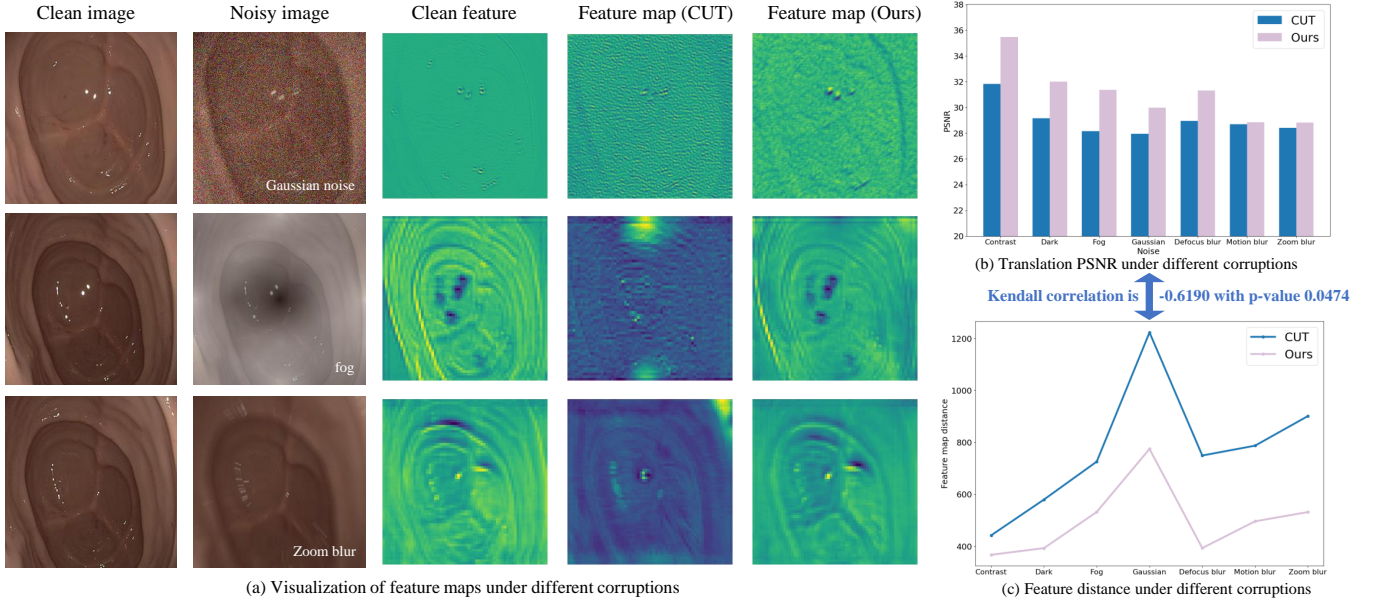 Clean image
Noisy image
Clean feature
Feature map (CUT)
Feature map (Ours)
Gaussian noise
fog
Zoom blur
(a) Visualization of feature maps under different corruptions
38
36
34
32
30
28
26
24
22
20
PSNR
CUT
Ours
Contrast
Dark
Fog
Gaussian
Defocus blur
Motion blur
Zoom blur
Noise
(b) Translation PSNR under different corruptions
Kendall correlation is -0.6190 with p-value 0.0474
1200
1000
800
600
400
Feature map distance
CUT
Ours
Contrast
Dark
Fog
Gaussian
Defocus blur
Motion blur
Zoom blur
(c) Feature distance under different corruptions